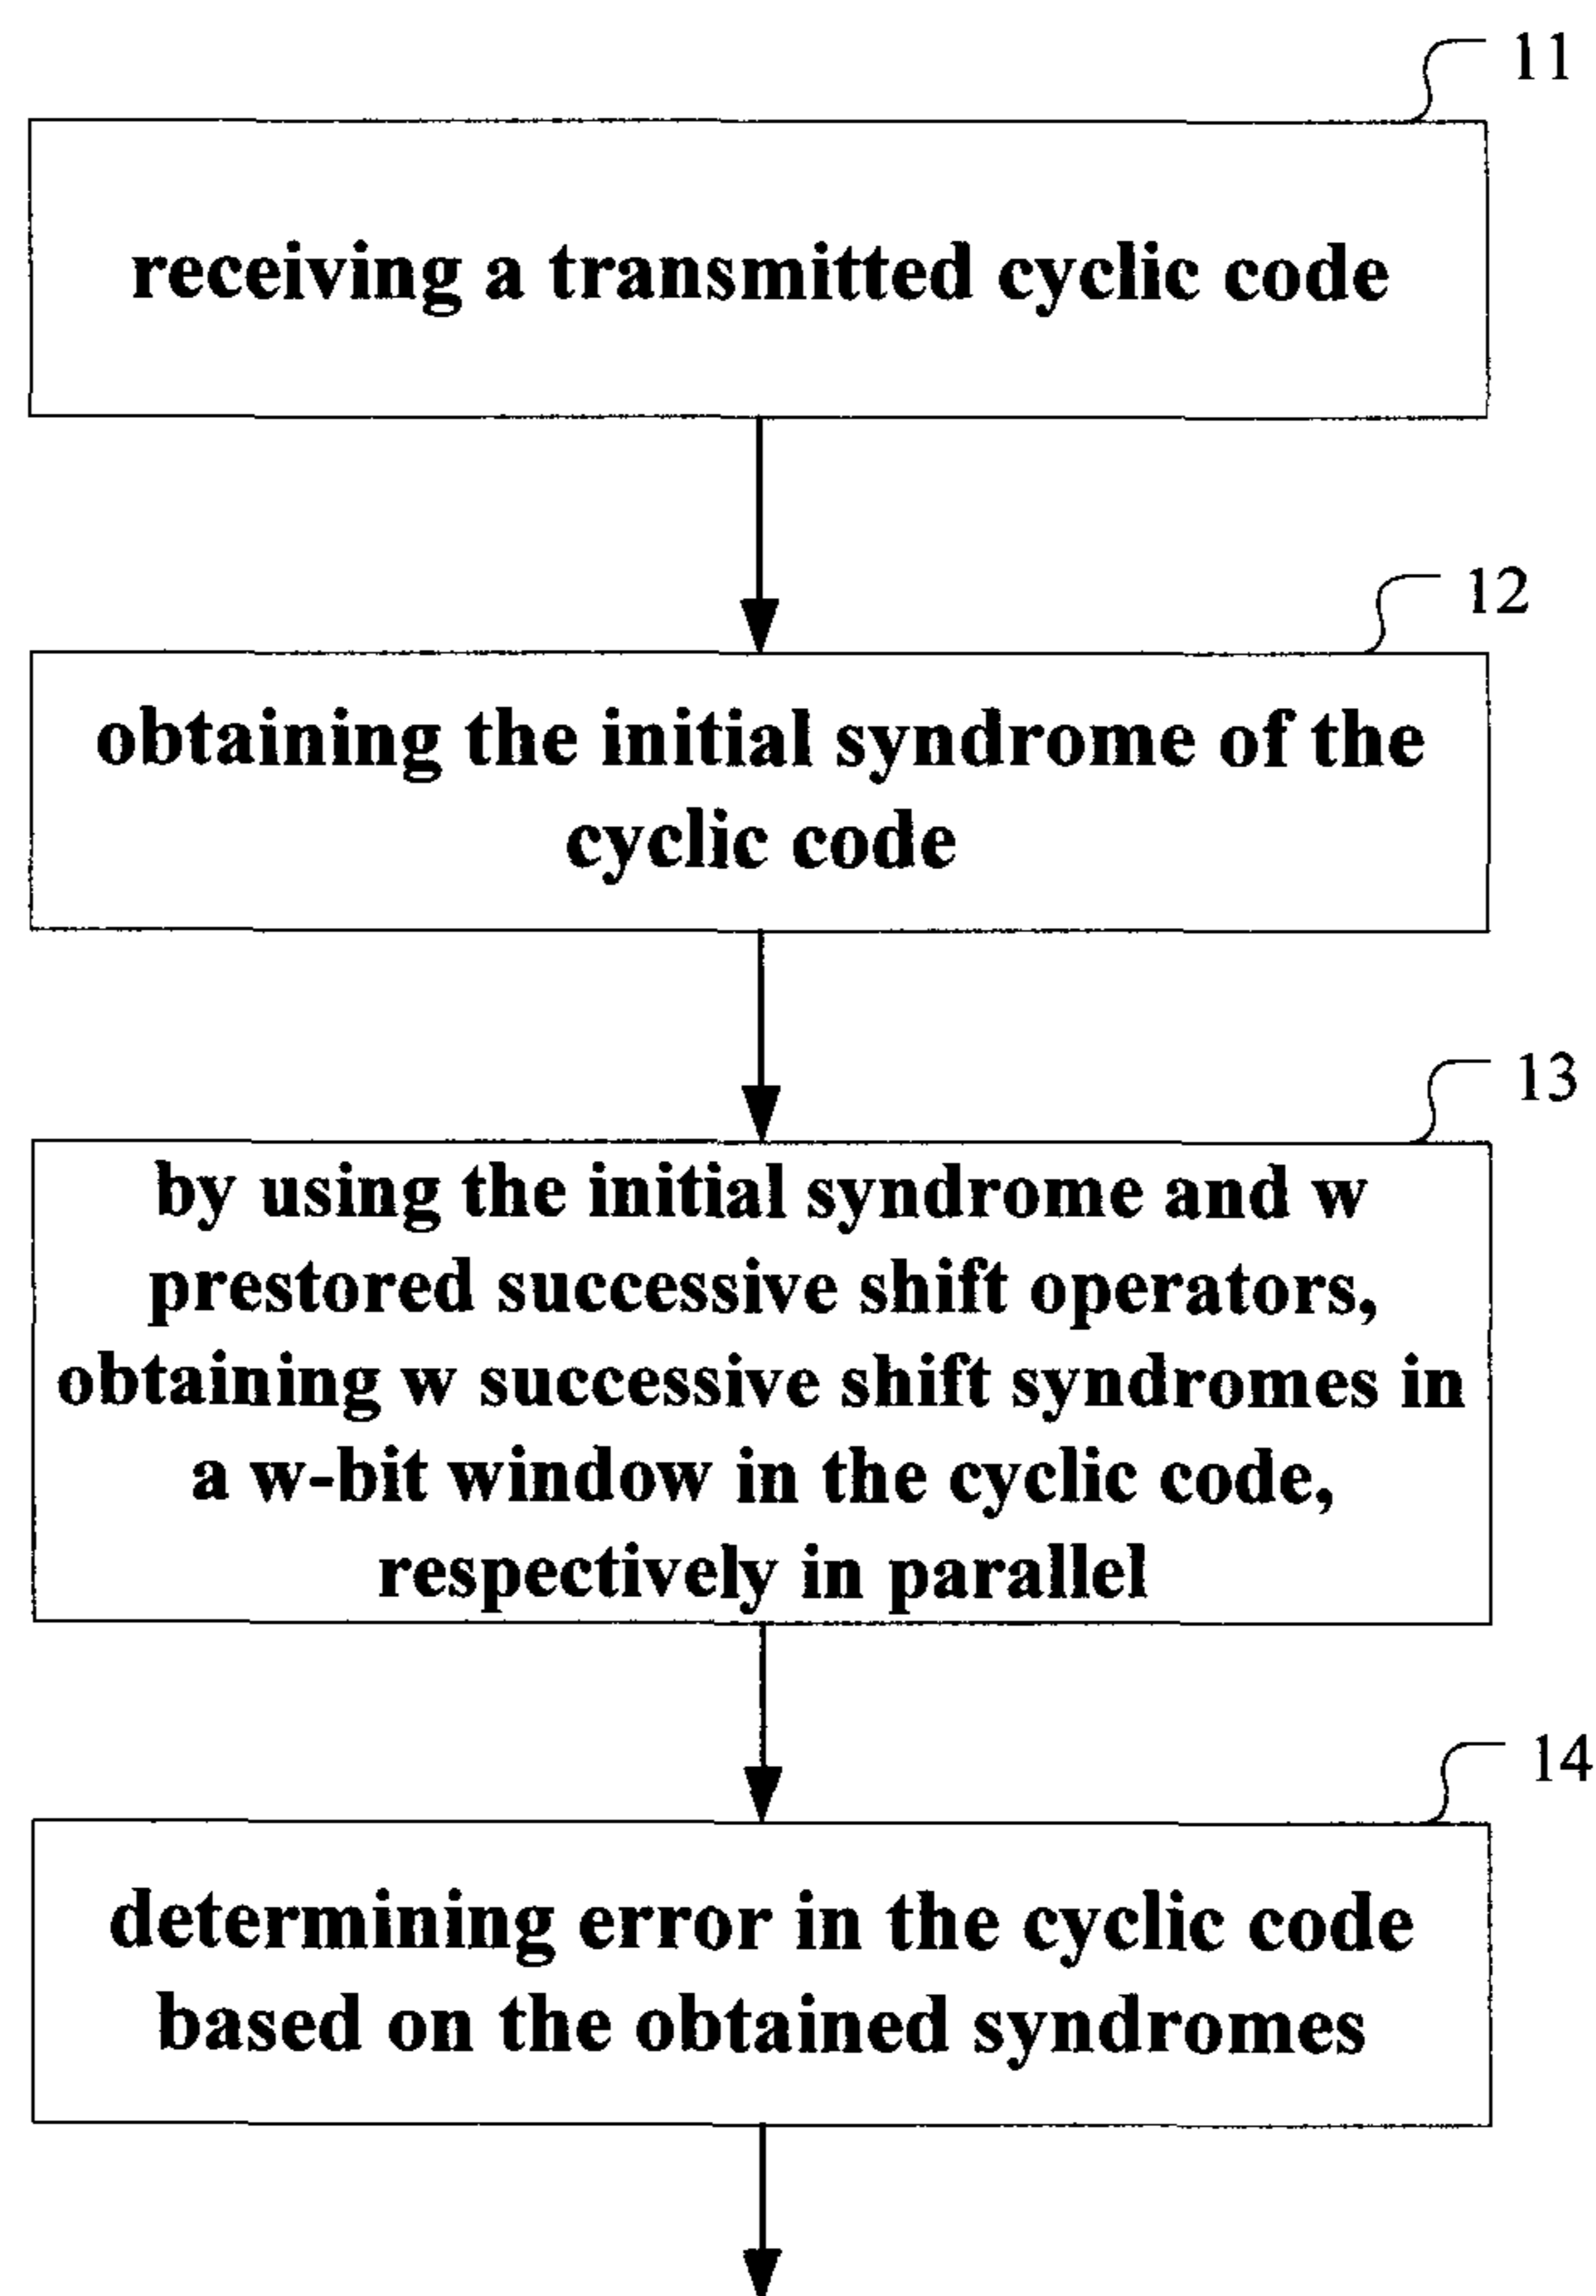 11
receiving a transmitted cyclic code
12
obtaining the initial syndrome of the
cyclic code
13
by using the initial syndrome and w
prestored successive shift operators,
obtaining w successive shift syndromes in
a w-bit window in the cyclic code,
respectively in parallel
14
determining error in the cyclic code
based on the obtained syndromes